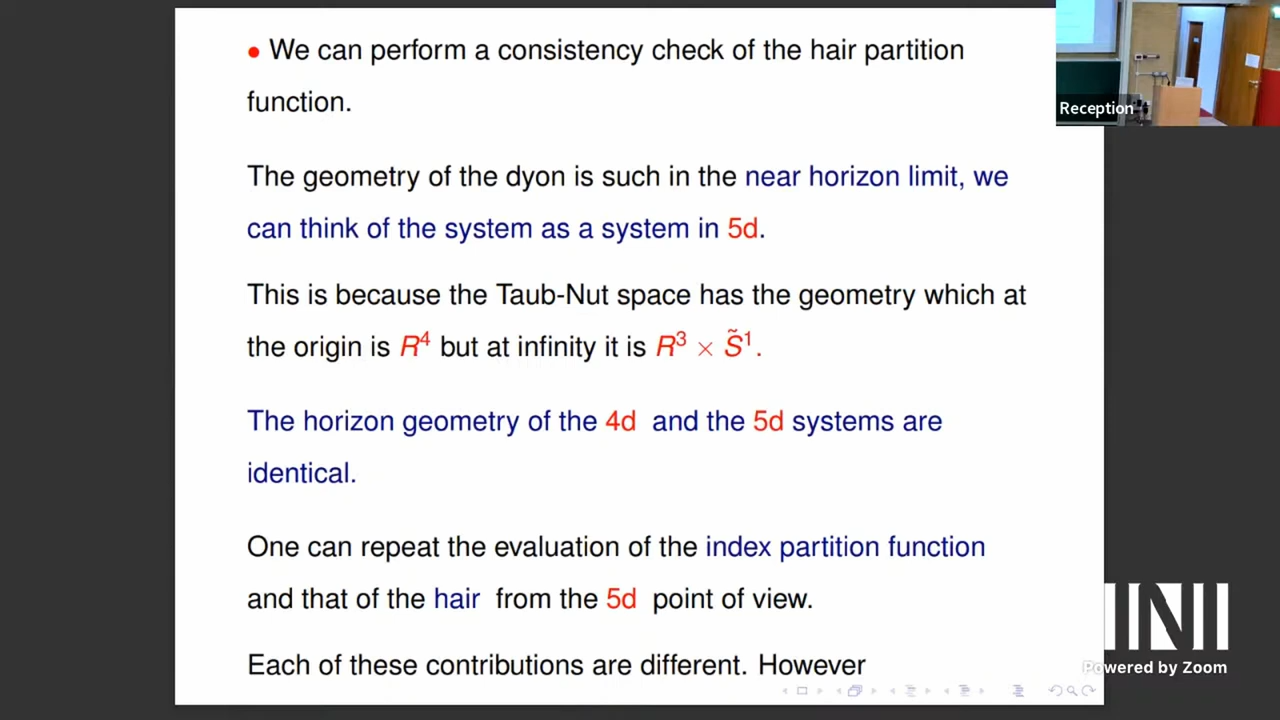 • We can perform a consistency check of the hair partition
function.
The geometry of the dyon is such in the near horizon limit, we
can think of the system as a system in 5d.
This is because the Taub-Nut space has the geometry which at
the origin is R⁴ but at infinity it is R³ × S̃¹.
The horizon geometry of the 4d and the 5d systems are
identical.
One can repeat the evaluation of the index partition function
and that of the hair from the 5d point of view.
Each of these contributions are different. However
Reception
INI
Powered by Zoom